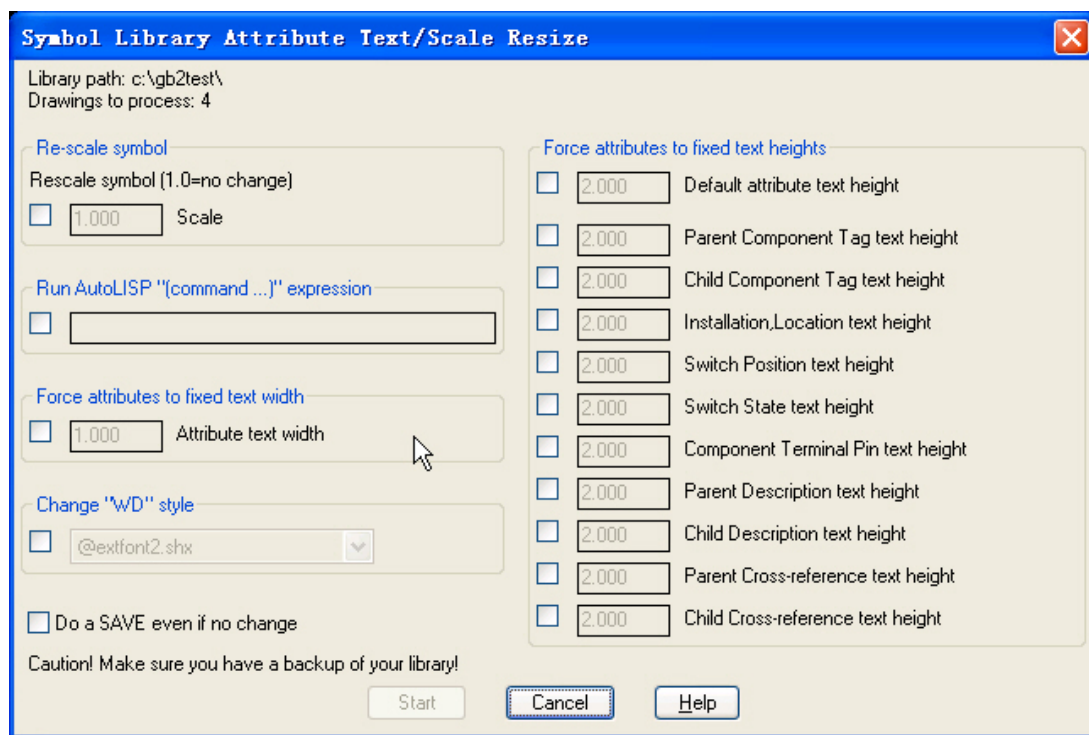 Symbol Library Attribute Text/Scale Resize
Library path: c:\gb2test\
Drawings to process: 4
Re-scale symbol
Rescale symbol (1.0=no change)
1.000 Scale
Run AutoLISP "(command ...)" expression
Force attributes to fixed text width
1.000 Attribute text width
Change "WD" style
@extfont2.shx
Do a SAVE even if no change
Caution! Make sure you have a backup of your library!
Force attributes to fixed text heights
2.000 Default attribute text height
2.000 Parent Component Tag text height
2.000 Child Component Tag text height
2.000 Installation,Location text height
2.000 Switch Position text height
2.000 Switch State text height
2.000 Component Terminal Pin text height
2.000 Parent Description text height
2.000 Child Description text height
2.000 Parent Cross-reference text height
2.000 Child Cross-reference text height
Start Cancel Help